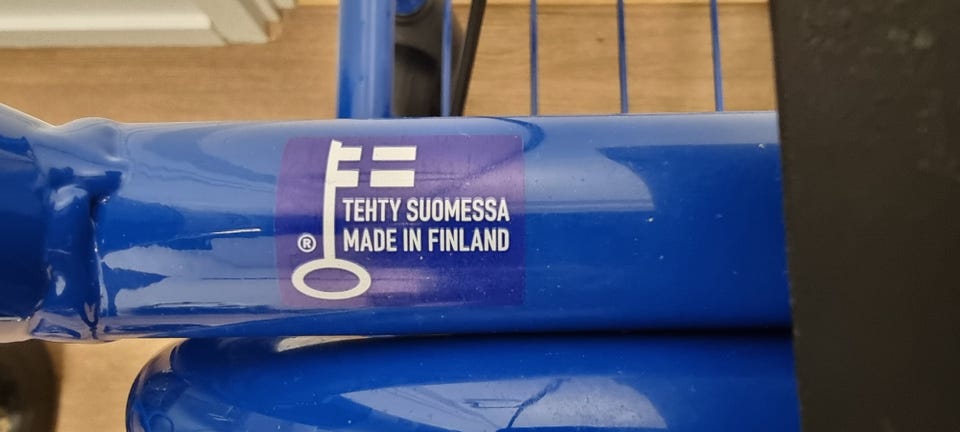 TEHTY SUOMESSA
® MADE IN FINLAND